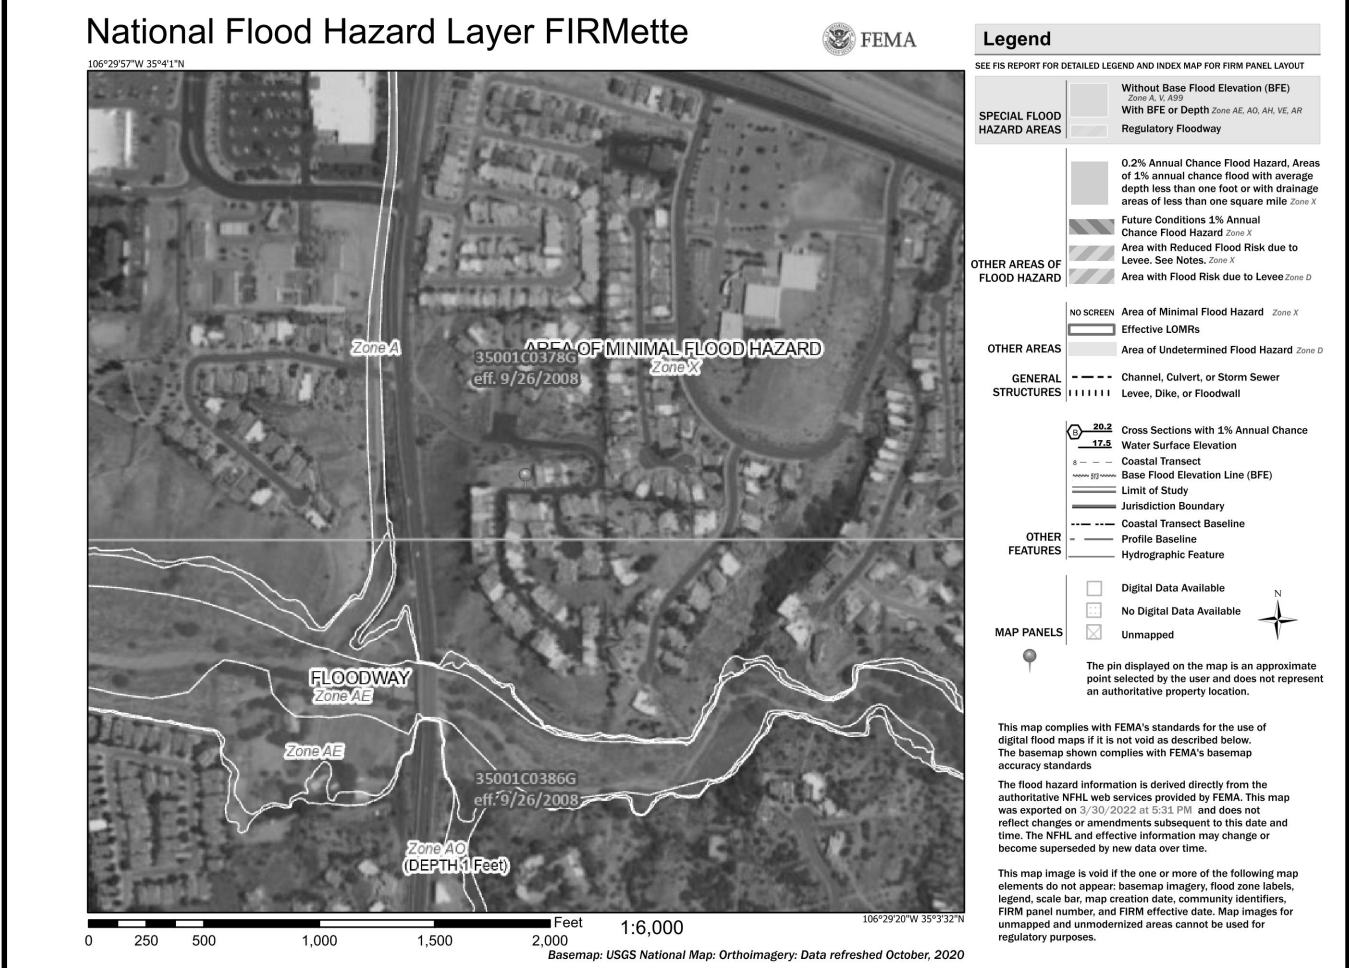 National Flood Hazard Layer FIRMette
FEMA
106°29'57"W 35°4'1"N
Zone A
35001C0378G
eff. 9/26/2008
AREA OF MINIMAL FLOOD HAZARD
Zone X
FLOODWAY
Zone AE
Zone AE
35001C0386G
eff. 9/26/2008
Zone AO
(DEPTH 1 Feet)
106°29'20"W 35°3'32"N
Feet
1:6,000
0 250 500 1,000 1,500 2,000
Basemap: USGS National Map: Orthoimagery: Data refreshed October, 2020
Legend
SEE FIS REPORT FOR DETAILED LEGEND AND INDEX MAP FOR FIRM PANEL LAYOUT
SPECIAL FLOOD
HAZARD AREAS
Without Base Flood Elevation (BFE)
Zone A, V, A99
With BFE or Depth Zone AE, AO, AH, VE, AR
Regulatory Floodway
OTHER AREAS OF
FLOOD HAZARD
0.2% Annual Chance Flood Hazard, Areas
of 1% annual chance flood with average
depth less than one foot or with drainage
areas of less than one square mile Zone X
Future Conditions 1% Annual
Chance Flood Hazard Zone X
Area with Reduced Flood Risk due to
Levee. See Notes. Zone X
Area with Flood Risk due to Levee Zone D
OTHER AREAS
NO SCREEN Area of Minimal Flood Hazard Zone X
Effective LOMRs
Area of Undetermined Flood Hazard Zone D
GENERAL
STRUCTURES
Channel, Culvert, or Storm Sewer
Levee, Dike, or Floodwall
OTHER
FEATURES
B 20.2 Cross Sections with 1% Annual Chance
17.5 Water Surface Elevation
8 Coastal Transect
Base Flood Elevation Line (BFE)
Limit of Study
Jurisdiction Boundary
Coastal Transect Baseline
Profile Baseline
Hydrographic Feature
MAP PANELS
Digital Data Available
No Digital Data Available
Unmapped
N
The pin displayed on the map is an approximate
point selected by the user and does not represent
an authoritative property location.
This map complies with FEMA's standards for the use of
digital flood maps if it is not void as described below.
The basemap shown complies with FEMA's basemap
accuracy standards
The flood hazard information is derived directly from the
authoritative NFHL web services provided by FEMA. This map
was exported on 3/30/2022 at 5:31 PM and does not
reflect changes or amendments subsequent to this date and
time. The NFHL and effective information may change or
become superseded by new data over time.
This map image is void if the one or more of the following map
elements do not appear: basemap imagery, flood zone labels,
legend, scale bar, map creation date, community identifiers,
FIRM panel number, and FIRM effective date. Map images for
unmapped and unmodernized areas cannot be used for
regulatory purposes.